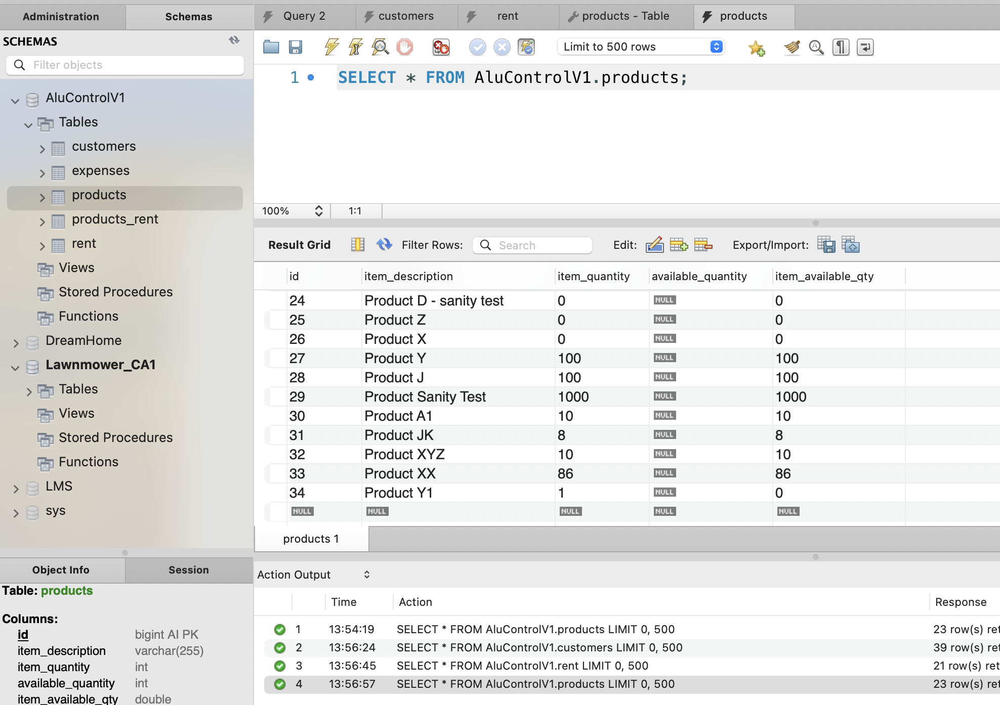 Administration
Schemas
SCHEMAS
Filter objects
AluControlV1
Tables
customers
expenses
products
products_rent
rent
Views
Stored Procedures
Functions
DreamHome
Lawnmower_CA1
Tables
Views
Stored Procedures
Functions
LMS
sys
Object Info
Session
Table: products
Columns:
id bigint AI PK
item_description varchar(255)
item_quantity int
available_quantity int
item_available_qty double
Query 2
customers
rent
products - Table
products
Limit to 500 rows
1 SELECT * FROM AluControlV1.products;
100% 1:1
Result Grid Filter Rows: Search Edit: Export/Import:
id item_description item_quantity available_quantity item_available_qty
24 Product D - sanity test 0 NULL 0
25 Product Z 0 NULL 0
26 Product X 0 NULL 0
27 Product Y 100 NULL 100
28 Product J 100 NULL 100
29 Product Sanity Test 1000 NULL 1000
30 Product A1 10 NULL 10
31 Product JK 8 NULL 8
32 Product XYZ 10 NULL 10
33 Product XX 86 NULL 86
34 Product Y1 1 NULL 0
NULL NULL NULL NULL NULL
products 1
Action Output
Time Action Response
1 13:54:19 SELECT * FROM AluControlV1.products LIMIT 0, 500 23 row(s) ret
2 13:56:24 SELECT * FROM AluControlV1.customers LIMIT 0, 500 39 row(s) ret
3 13:56:45 SELECT * FROM AluControlV1.rent LIMIT 0, 500 21 row(s) ret
4 13:56:57 SELECT * FROM AluControlV1.products LIMIT 0, 500 23 row(s) ret